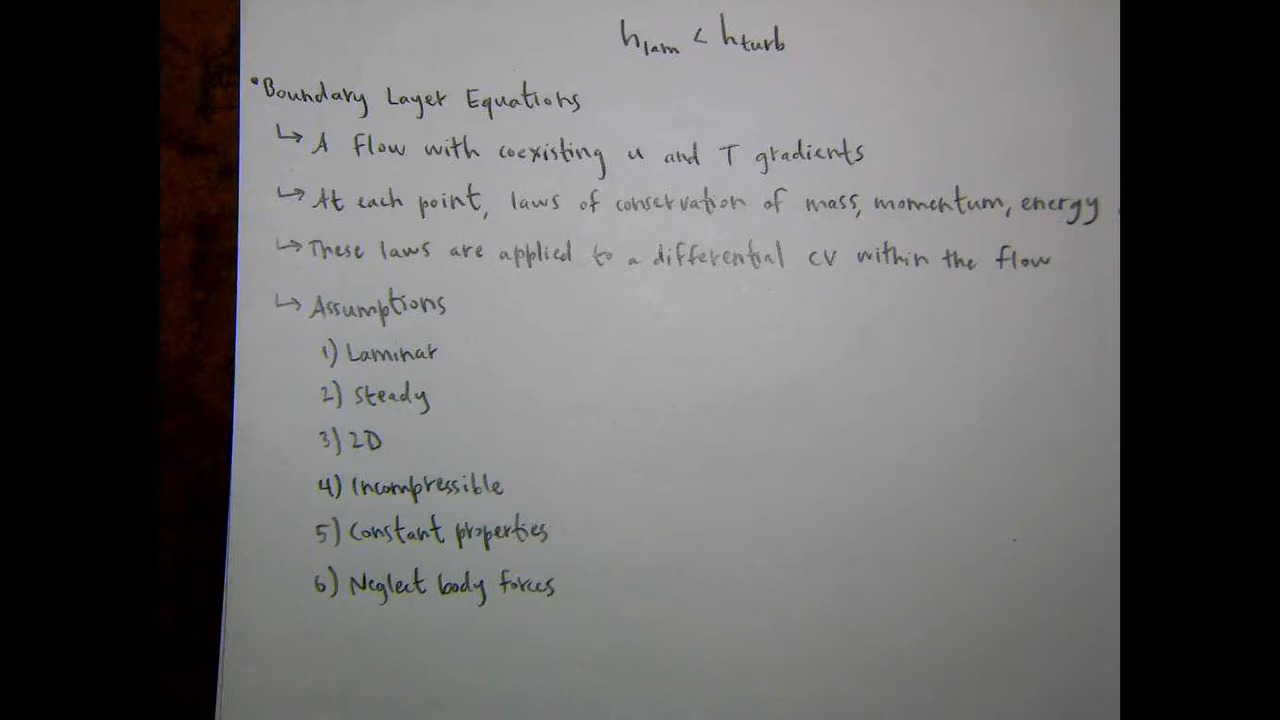 h_lam < h_turb
• Boundary Layer Equations
↳ A flow with coexisting u and T gradients
↳ At each point, laws of conservation of mass, momentum, energy
↳ These laws are applied to a differential CV within the flow
↳ Assumptions
1) Laminar
2) Steady
3) 2D
4) Incompressible
5) Constant properties
6) Neglect body forces